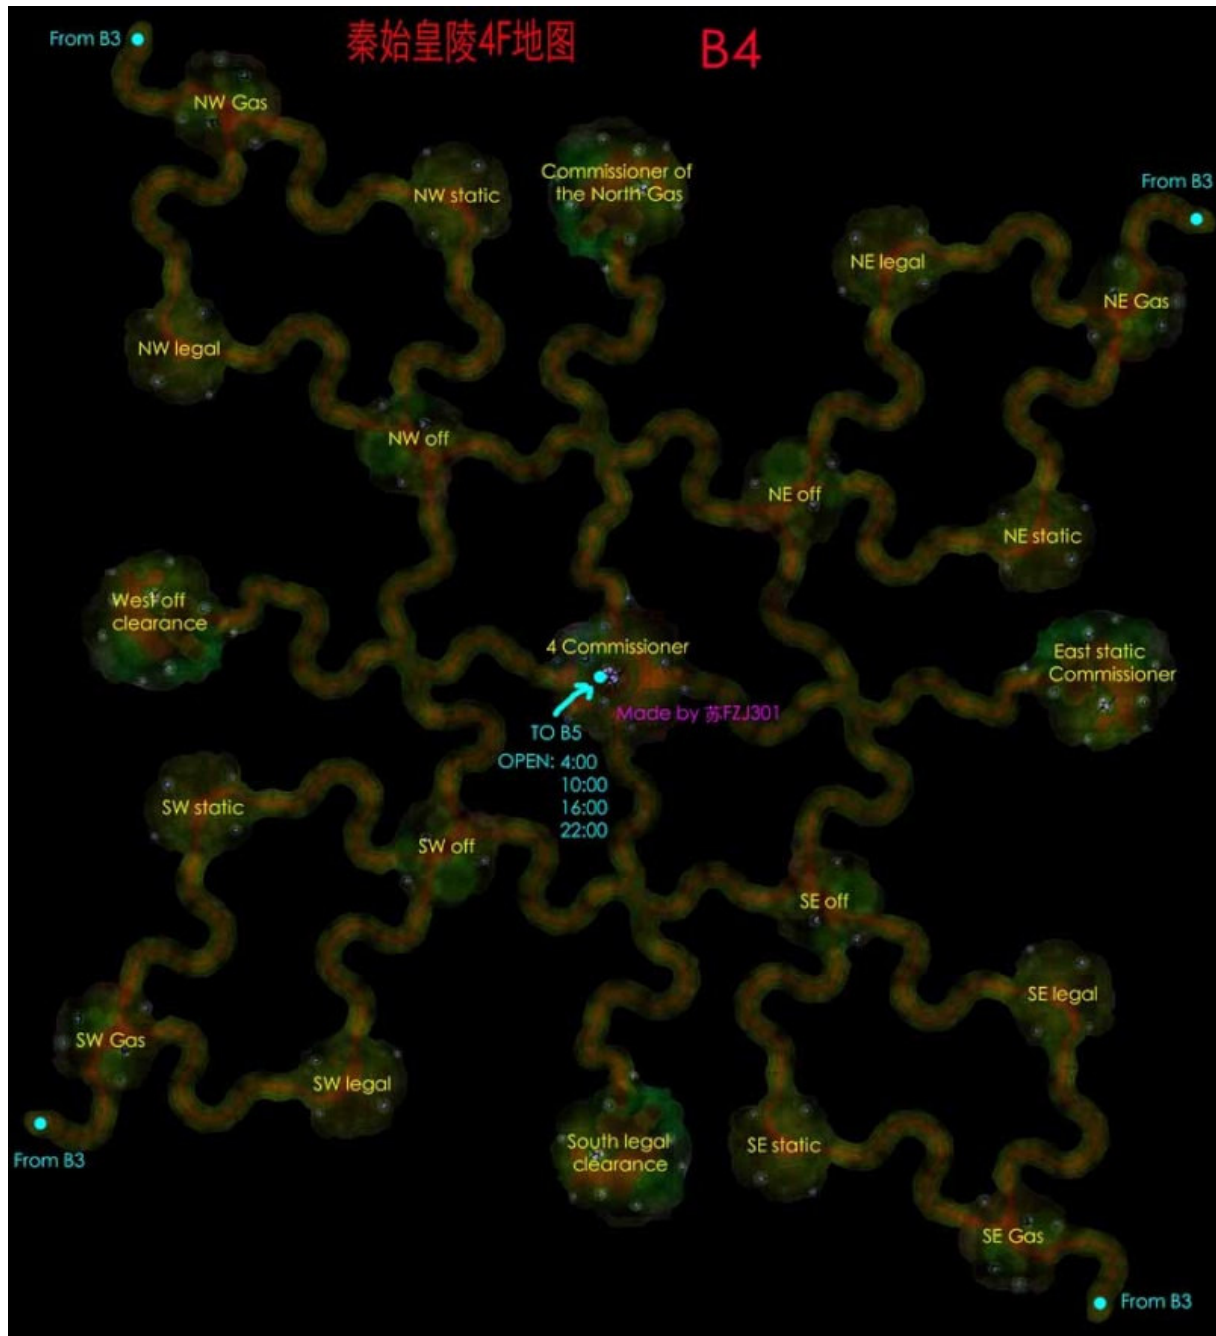 秦始皇陵4F地图
B4
From B3
NW Gas
Commissioner of
the North Gas
NW static
From B3
NE legal
NE Gas
NW legal
NW off
NE off
NE static
West off
clearance
4 Commissioner
East static
Commissioner
Made by 苏FZJ301
TO B5
OPEN: 4:00
10:00
16:00
22:00
SW static
SW off
SE off
SE legal
SW Gas
SW legal
From B3
South legal
clearance
SE static
SE Gas
From B3